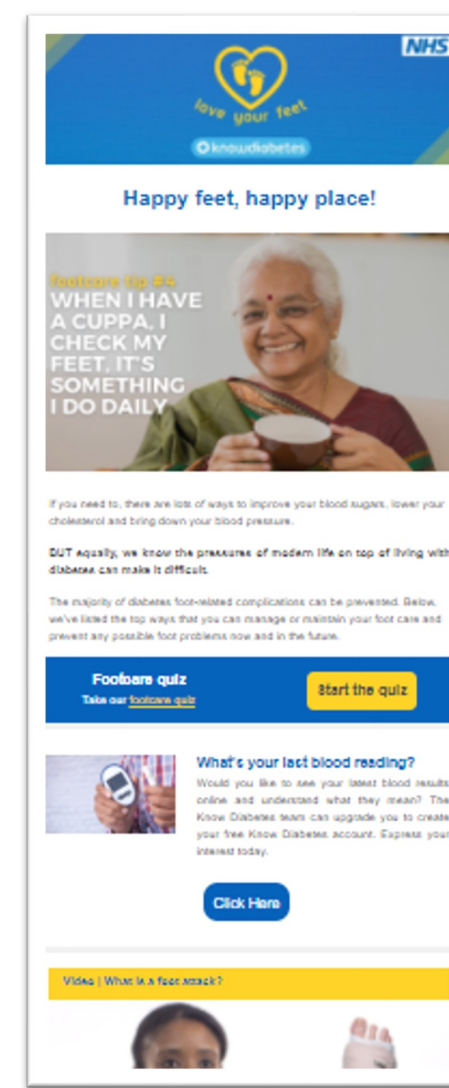 NHS
love your feet
knowdiabetes
Happy feet, happy place!
footcare tip #4
WHEN I HAVE
A CUPPA, I
CHECK MY
FEET, IT'S
SOMETHING
I DO DAILY
If you need to, there are lots of ways to improve your blood sugars, lower your
cholesterol and bring down your blood pressure.
BUT equally, we know the pressures of modern life on top of living with
diabetes can make it difficult.
The majority of diabetes foot-related complications can be prevented. Below,
we've listed the top ways that you can manage or maintain your foot care and
prevent any possible foot problems now and in the future.
Footcare quiz
Take our footcare quiz
Start the quiz
What's your last blood reading?
Would you like to see your latest blood results
online and understand what they mean? The
Know Diabetes team can upgrade you to create
your free Know Diabetes account. Express your
interest today.
Click Here
Video | What is a foot attack?